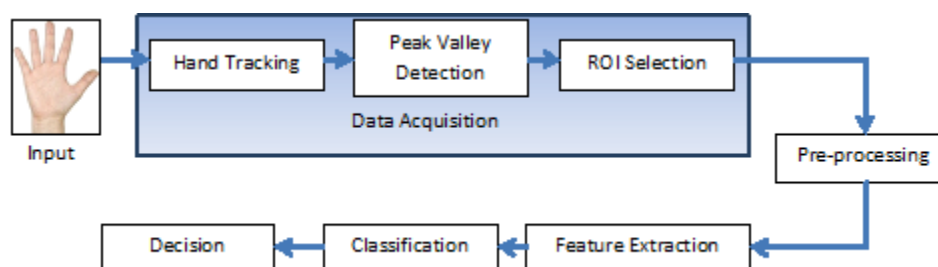 Input
Hand Tracking
Peak Valley
Detection
ROI Selection
Data Acquisition
Pre-processing
Feature Extraction
Classification
Decision